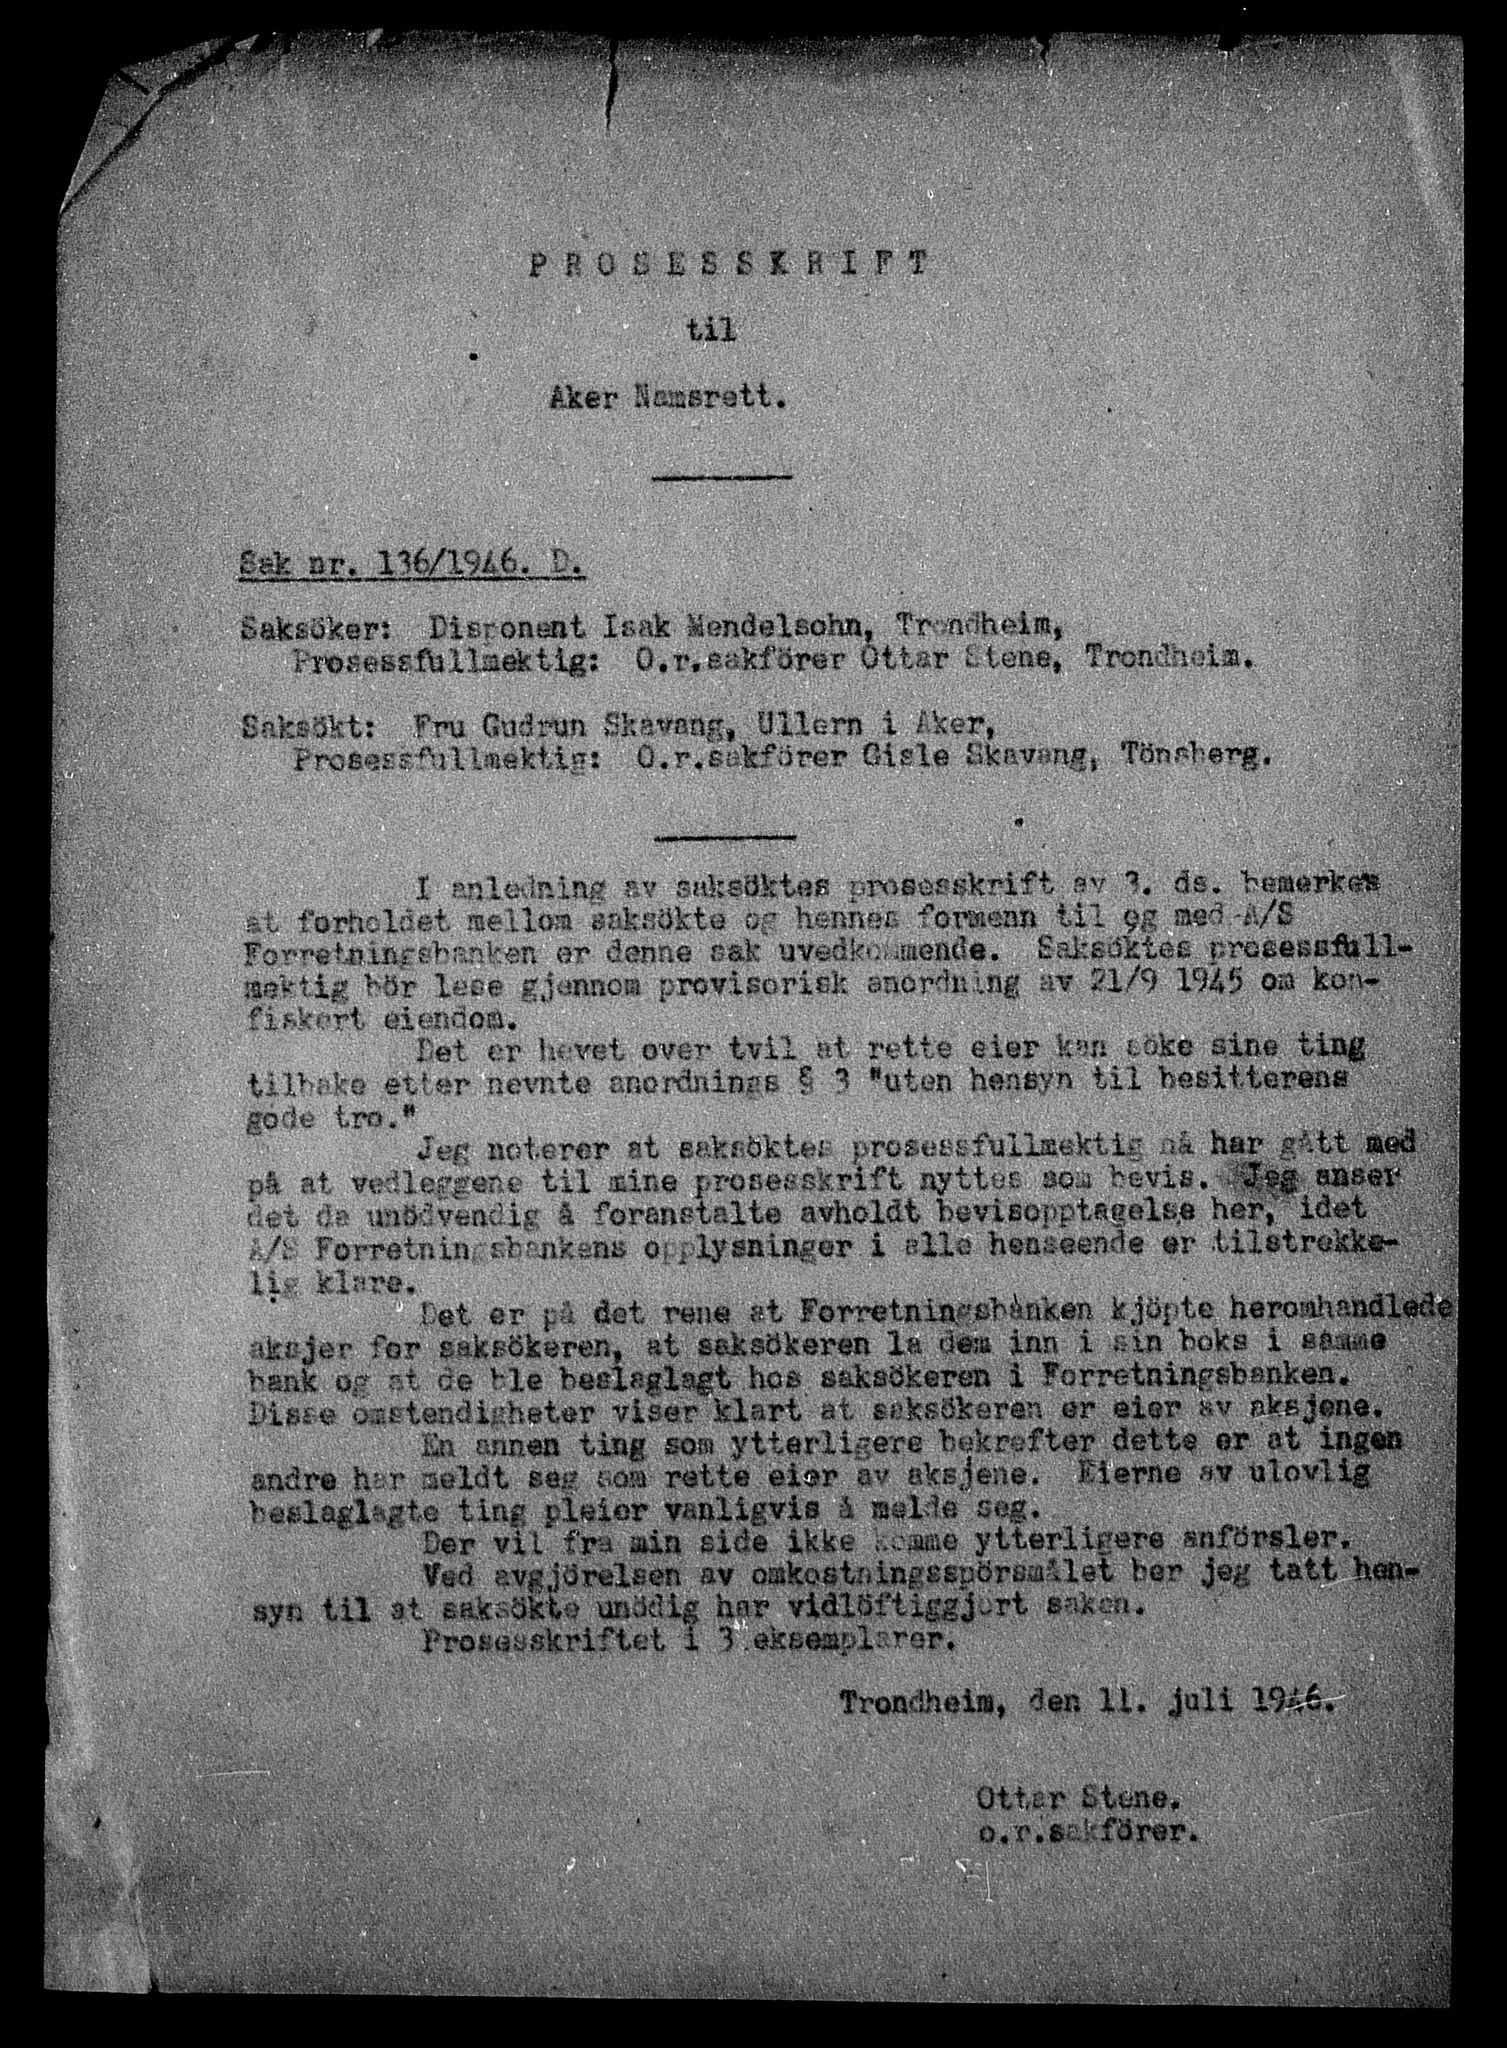 PROSESSKRIFT
til
Aker Namsrett.
Sak nr. 136/1946. D.
Saksöker: Disponent Isak Mendelsohn, Trondheim,
Prosessfullmektig: O.r.sakförer Ottar Stene, Trondheim.
Saksökt: Fru Gudrun Skavang, Ullern i Aker,
Prosessfullmektig: O.r.sakförer Gisle Skavang, Tönsberg.
I anledning av saksöktes prosesskrift av 3. ds. bemerkes
at forholdet mellom saksökte og hennes formenn til og med A/S
Forretningsbanken er denne sak uvedkommende. Saksöktes prosessfull-
mektig bör lese gjennom provisorisk anordning av 21/9 1945 om kon-
fiskert eiendom.
Det er hevet over tvil at rette eier kan söke sine ting
tilbake etter nevnte anordnings § 3 "uten hensyn til besitterens
gode tro."
Jeg noterer at saksöktes prosessfullmektig nå har gått med
på at vedleggene til mine prosesskrift nyttes som bevis. Jeg anser
det da unödvendig å foranstalte avholdt bevisopptagelse her, idet
A/S Forretningsbankens opplysninger i alle henseende er tilstrekke-
lig klare.
Det er på det rene at Forretningsbanken kjöpte heromhandlede
aksjer for saksökeren, at saksökeren la dem inn i sin boks i samme
bank og at de ble beslaglagt hos saksökeren i Forretningsbanken.
Disse omstendigheter viser klart at saksökeren er eier av aksjene.
En annen ting som ytterligere bekrefter dette er at ingen
andre har meldt seg som rette eier av aksjene. Eierne av ulovlig
beslaglagte ting pleier vanligvis å melde seg.
Der vil fra min side ikke komme ytterligere anförsler.
Ved avgjörelsen av omkostningsspörsmålet ber jeg tatt hen-
syn til at saksökte unödig har vidlöftiggjort saken.
Prosesskriftet i 3 eksemplarer.
Trondheim, den 11. juli 1946.
Ottar Stene.
o.r.sakförer.